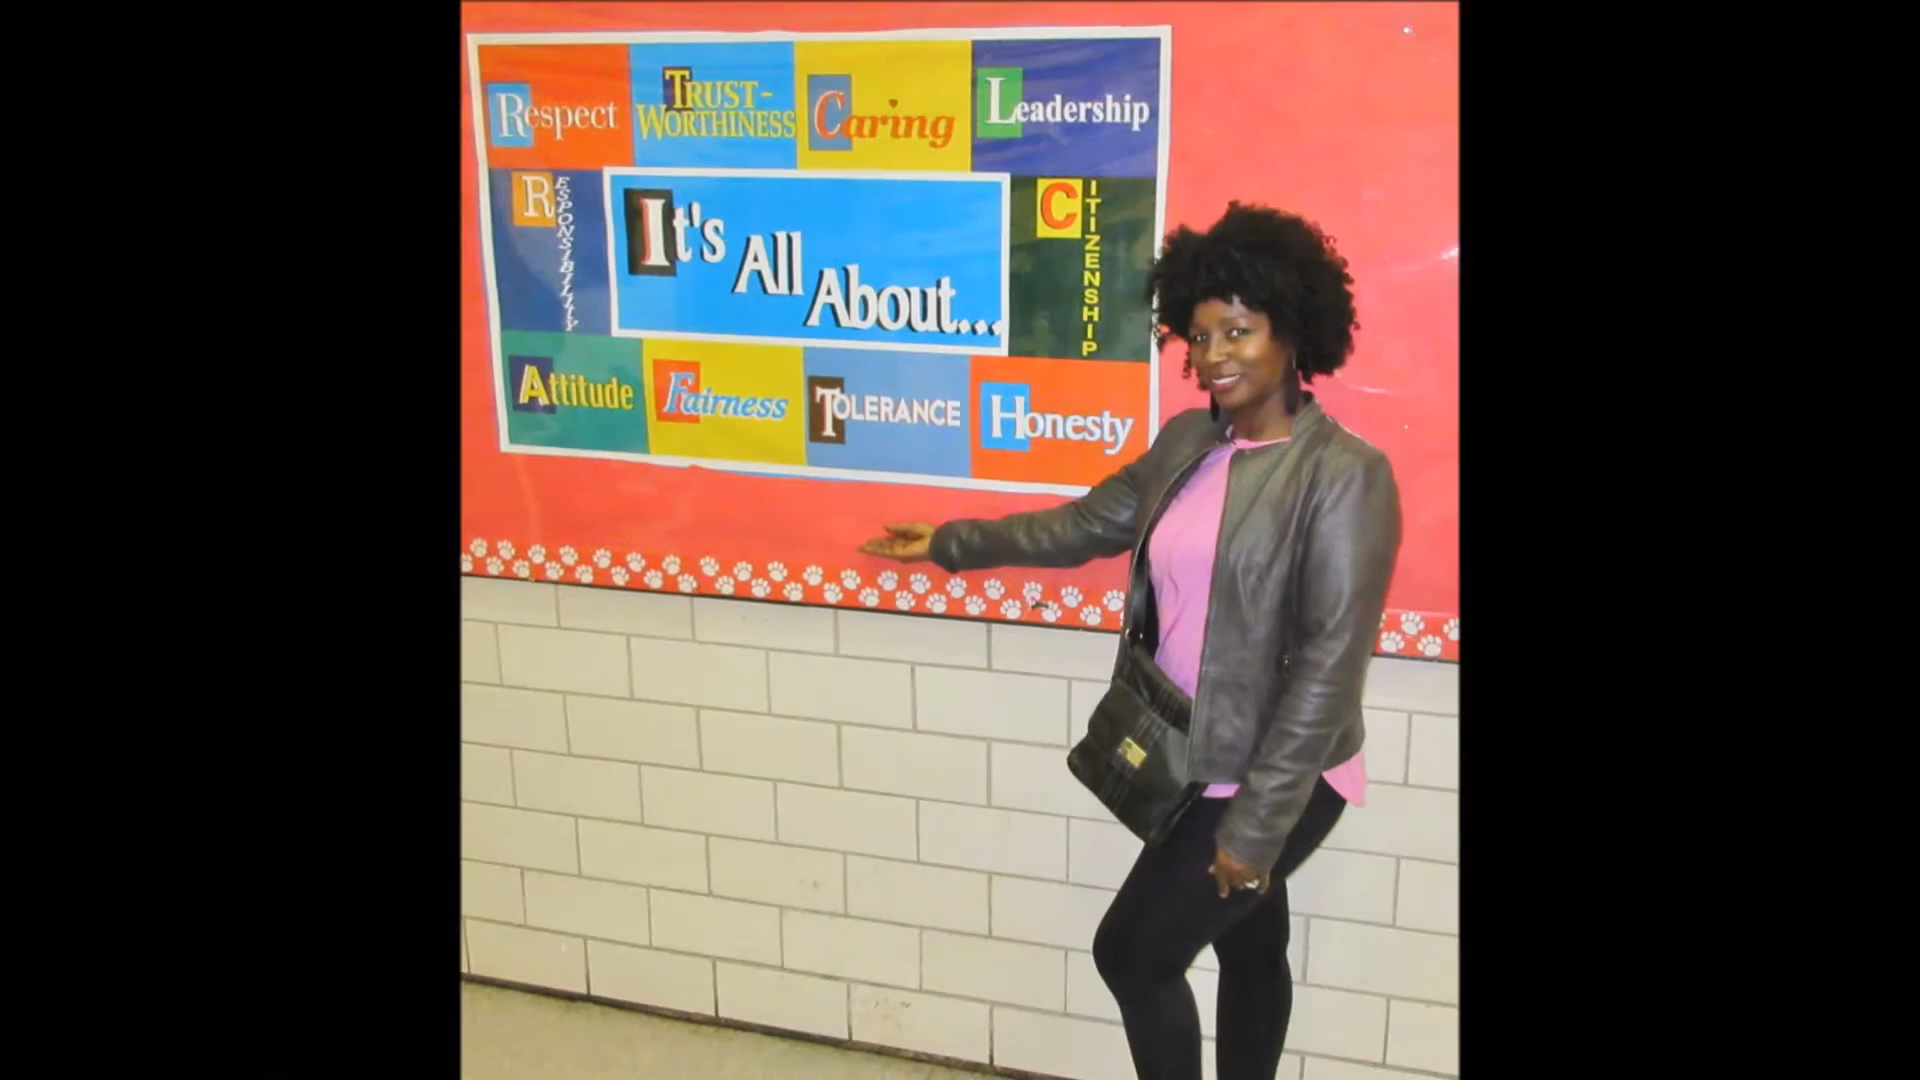 Respect
TRUST-
WORTHINESS
Caring
Leadership
RESPONSIBILITY
It's All About...
CITIZENSHIP
Attitude
Fairness
TOLERANCE
Honesty